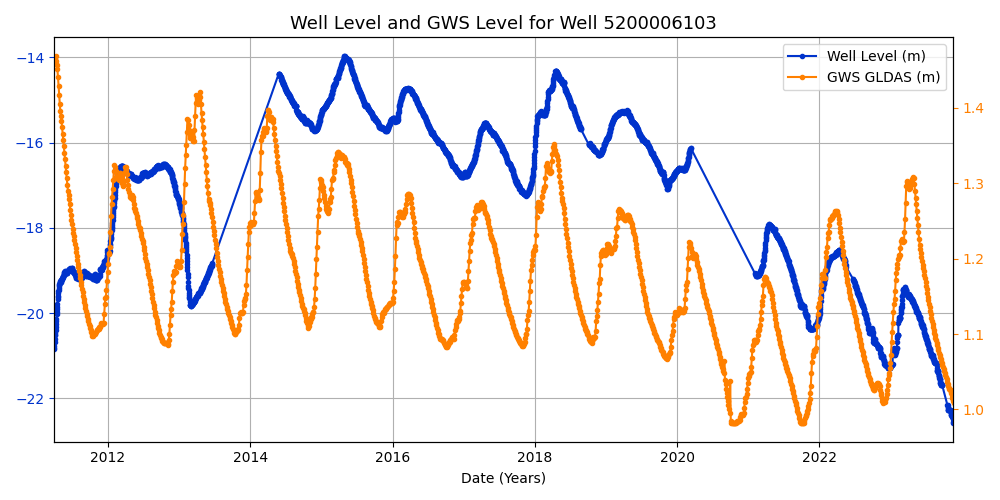 Well Level and GWS Level for Well 5200006103
Well Level (m)
GWS GLDAS (m)
−14
−16
−18
−20
−22
1.4
1.3
1.2
1.1
1.0
2012 2014 2016 2018 2020 2022
Date (Years)